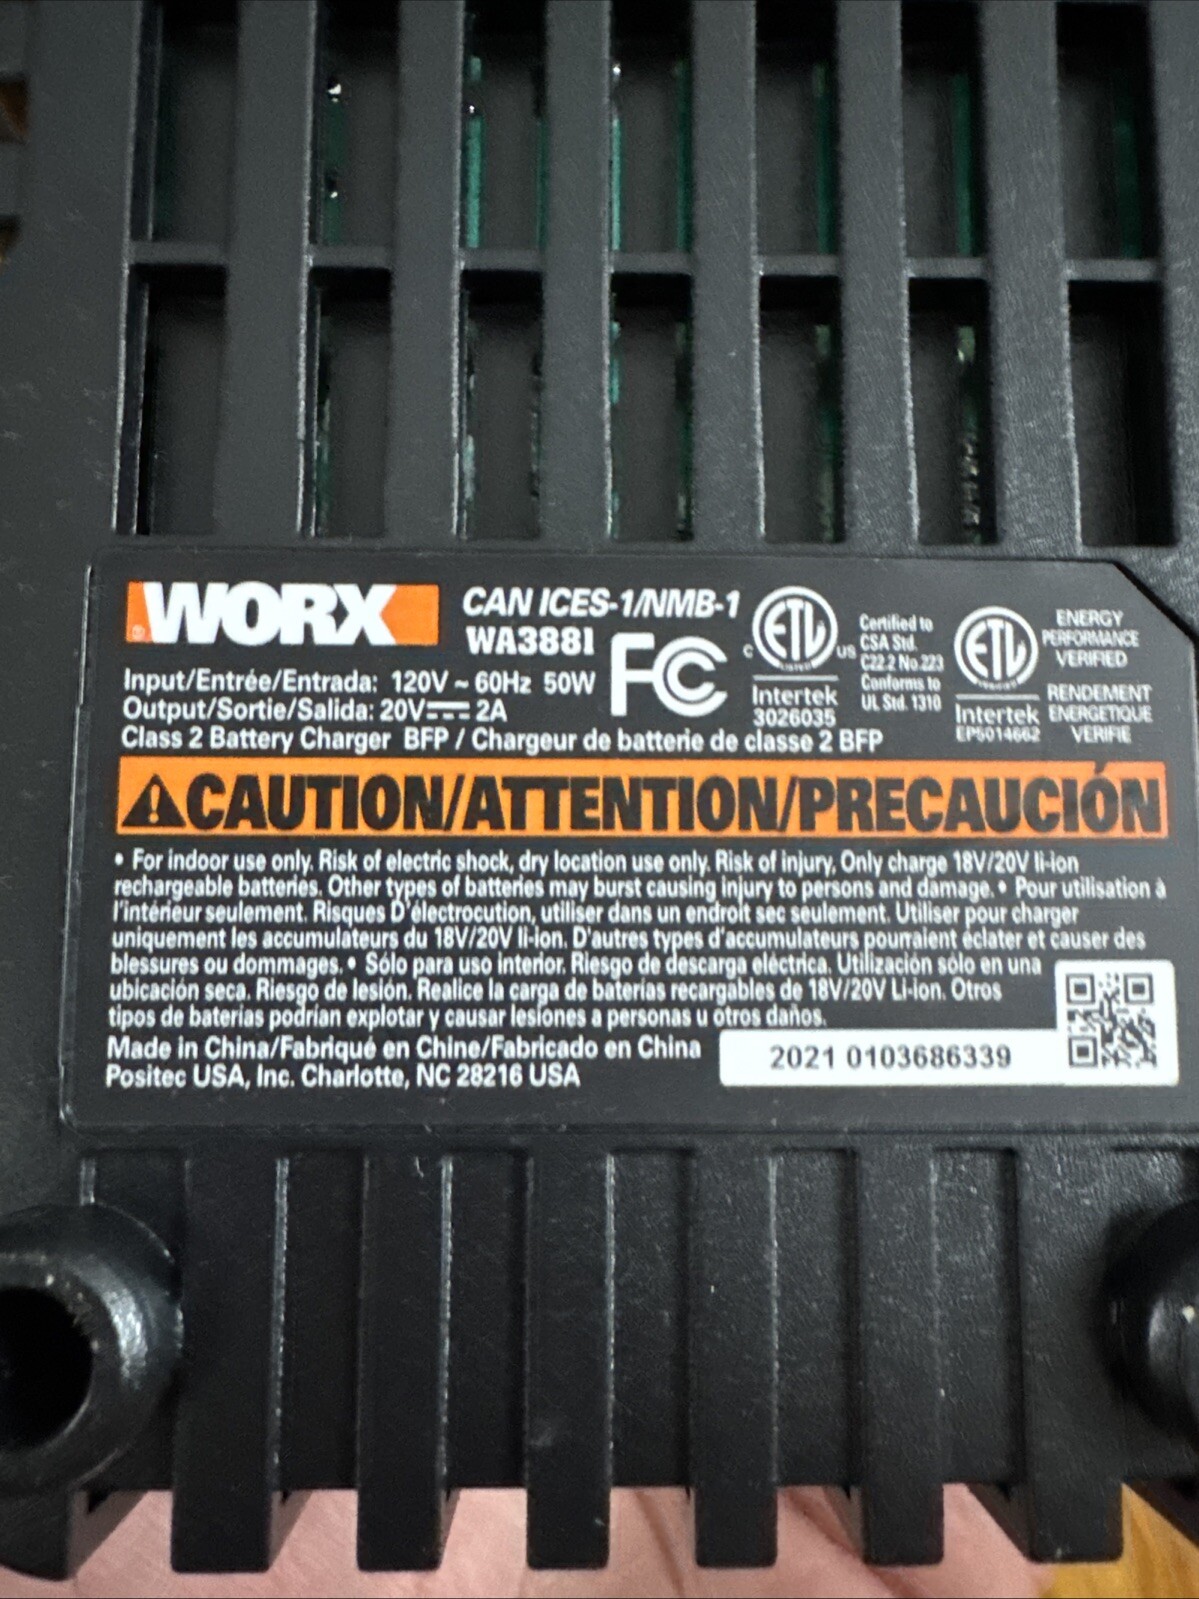 WORX
CAN ICES-1/NMB-1
WA3881
FC
Input/Entrée/Entrada: 120V ~ 60Hz 50W
Output/Sortie/Salida: 20V⎓2A
Class 2 Battery Charger BFP / Chargeur de batterie de classe 2 BFP
C ETL US
LISTED
Intertek
3026035
Certified to
CSA Std.
C22.2 No.223
Conforms to
UL Std. 1310
ETL
Intertek
EP5014662
ENERGY
PERFORMANCE
VERIFIED
RENDEMENT
ENERGETIQUE
VERIFIE
CAUTION/ATTENTION/PRECAUCIÓN
• For indoor use only. Risk of electric shock, dry location use only. Risk of injury, Only charge 18V/20V li-ion
rechargeable batteries. Other types of batteries may burst causing injury to persons and damage. • Pour utilisation à
l'intérieur seulement. Risques D'électrocution, utiliser dans un endroit sec seulement. Utiliser pour charger
uniquement les accumulateurs du 18V/20V li-ion. D'autres types d'accumulateurs pourraient éclater et causer des
blessures ou dommages. • Sólo para uso interior. Riesgo de descarga eléctrica. Utilización sólo en una
ubicación seca. Riesgo de lesión. Realice la carga de baterías recargables de 18V/20V Li-ion. Otros
tipos de baterías podrían explotar y causar lesiones a personas u otros daños.
Made in China/Fabriqué en Chine/Fabricado en China
Positec USA, Inc. Charlotte, NC 28216 USA
2021 0103686339